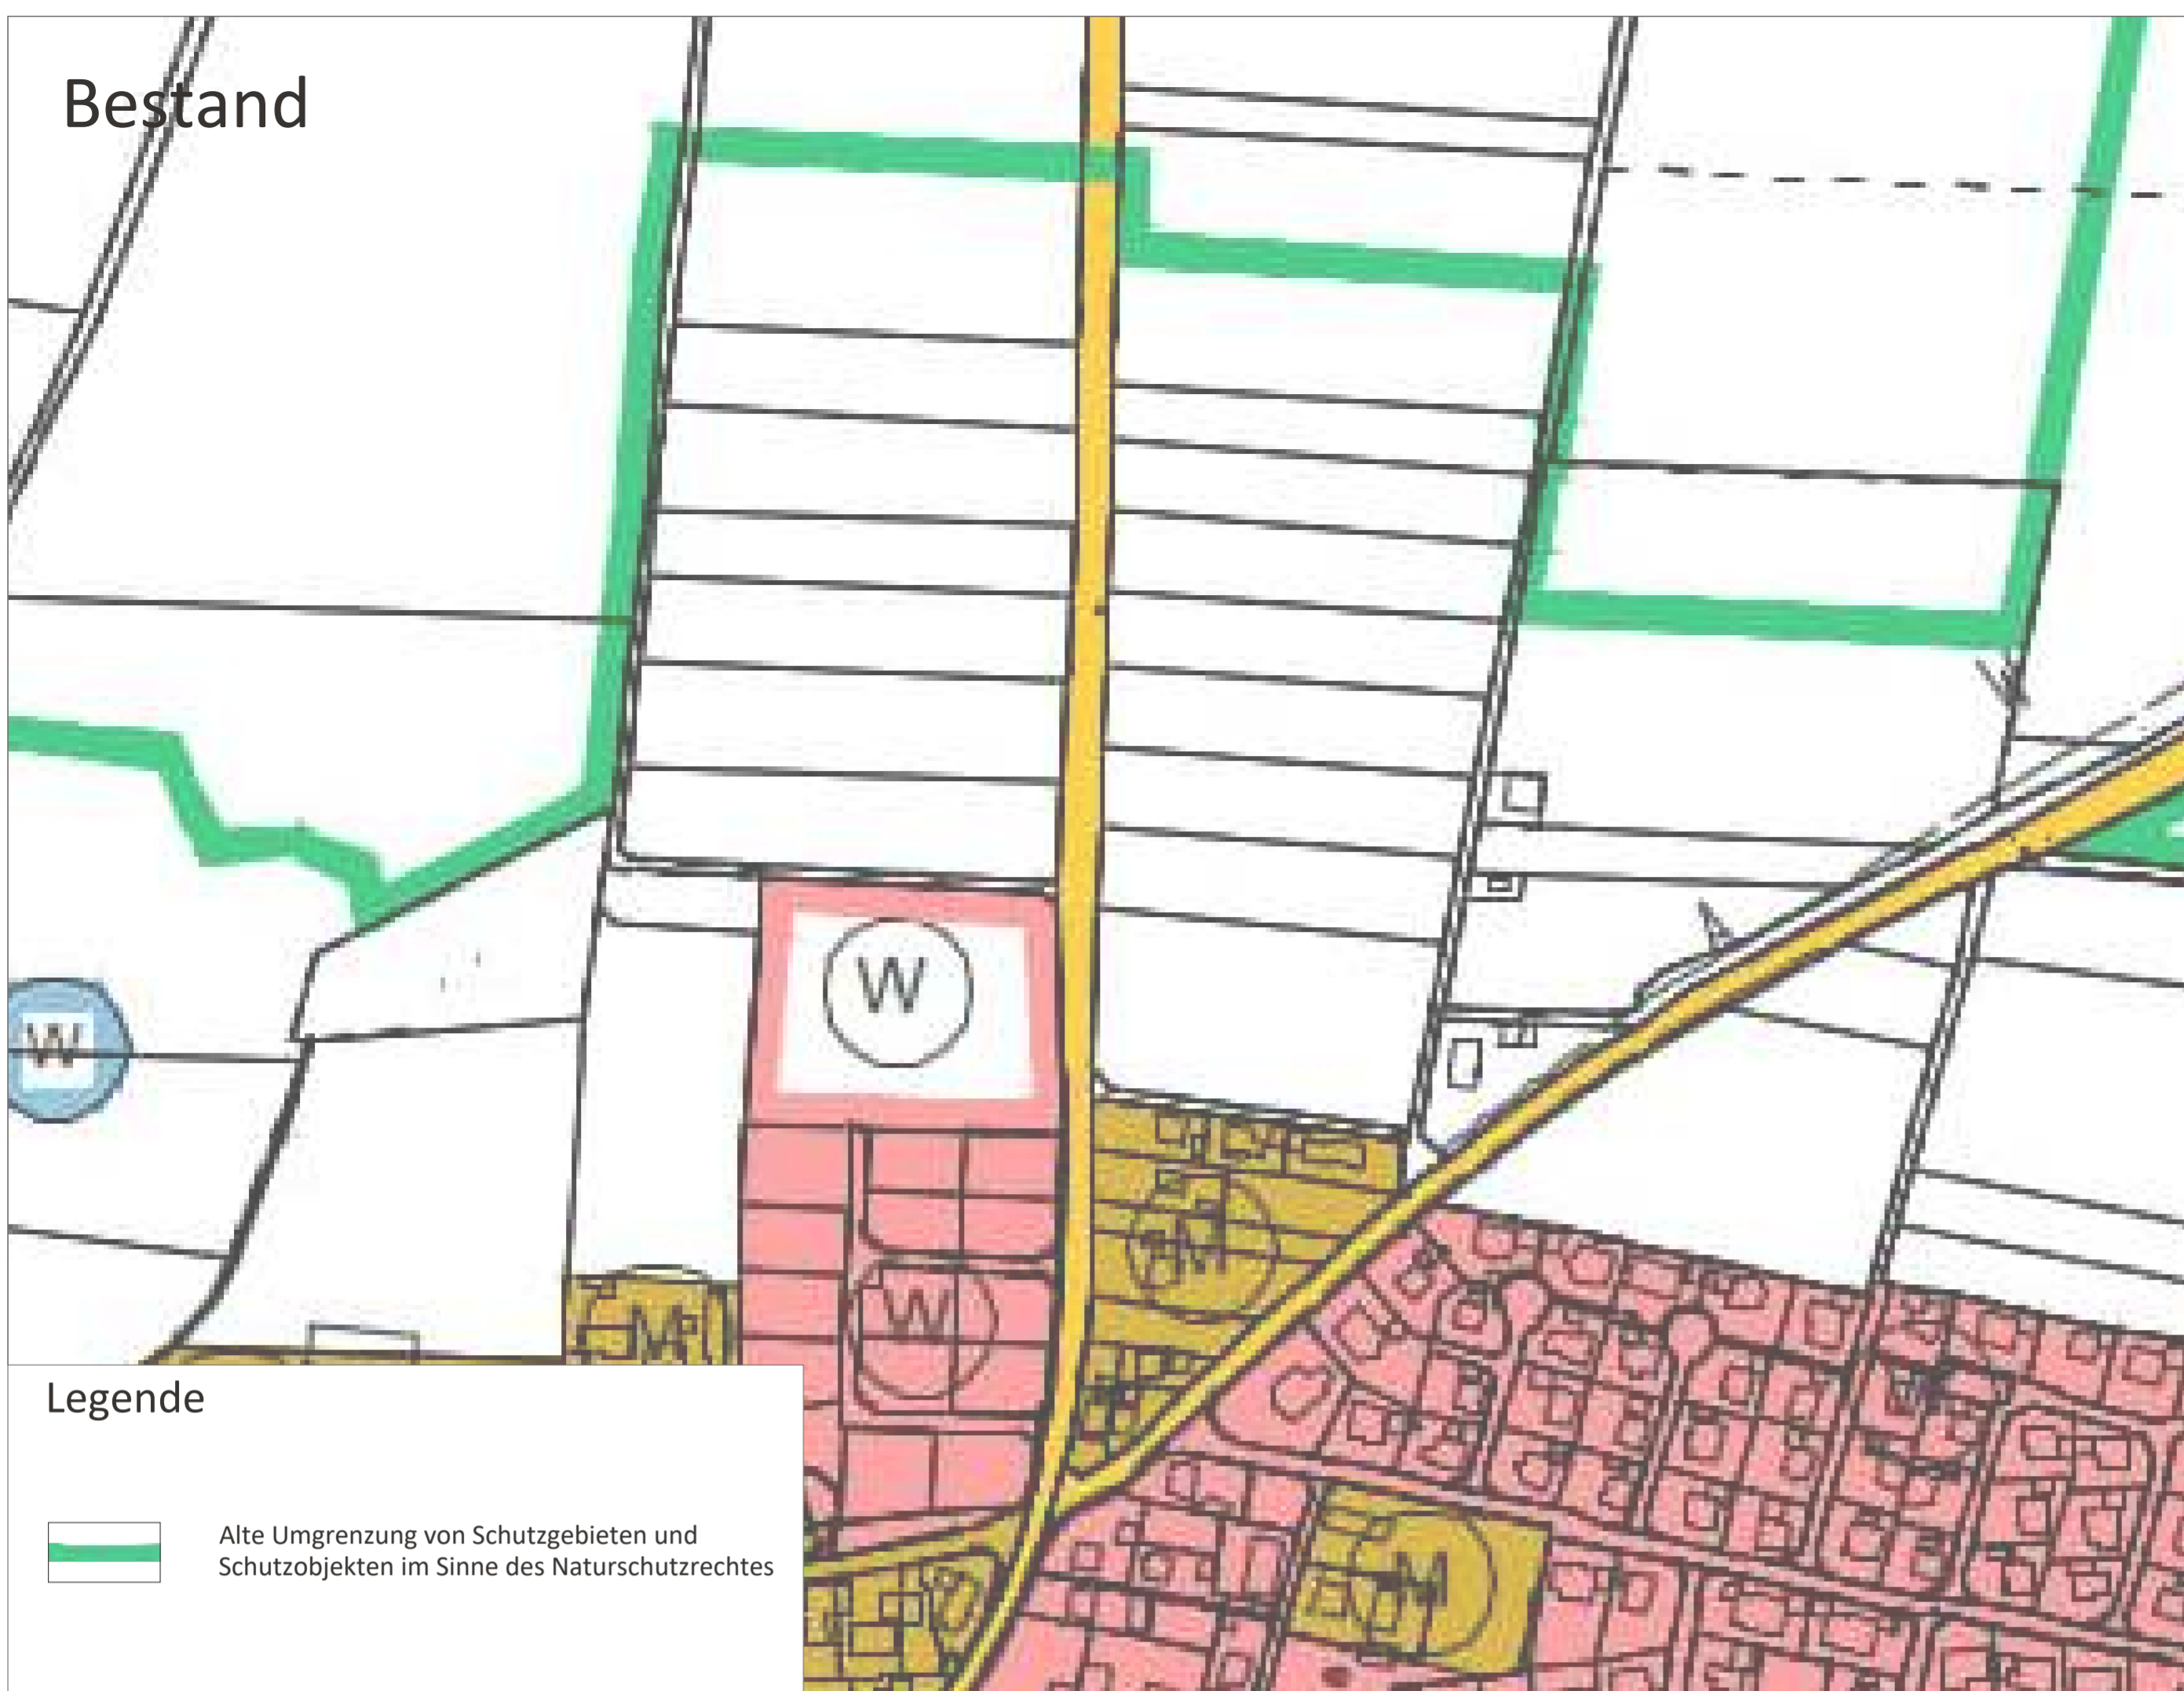 Bestand
W
W
M
M
W
M
Legende
Alte Umgrenzung von Schutzgebieten und
Schutzobjekten im Sinne des Naturschutzrechtes